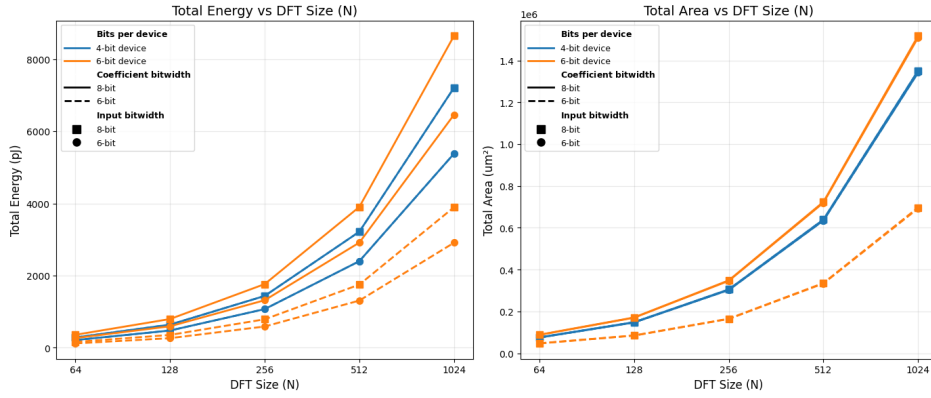 Total Energy vs DFT Size (N)
Bits per device
4-bit device
6-bit device
Coefficient bitwidth
8-bit
6-bit
Input bitwidth
8-bit
6-bit
Total Energy (pJ)
8000
6000
4000
2000
0
64 128 256 512 1024
DFT Size (N)
Total Area vs DFT Size (N)
1e6
Bits per device
4-bit device
6-bit device
Coefficient bitwidth
8-bit
6-bit
Input bitwidth
8-bit
6-bit
Total Area (um²)
1.4
1.2
1.0
0.8
0.6
0.4
0.2
0.0
64 128 256 512 1024
DFT Size (N)